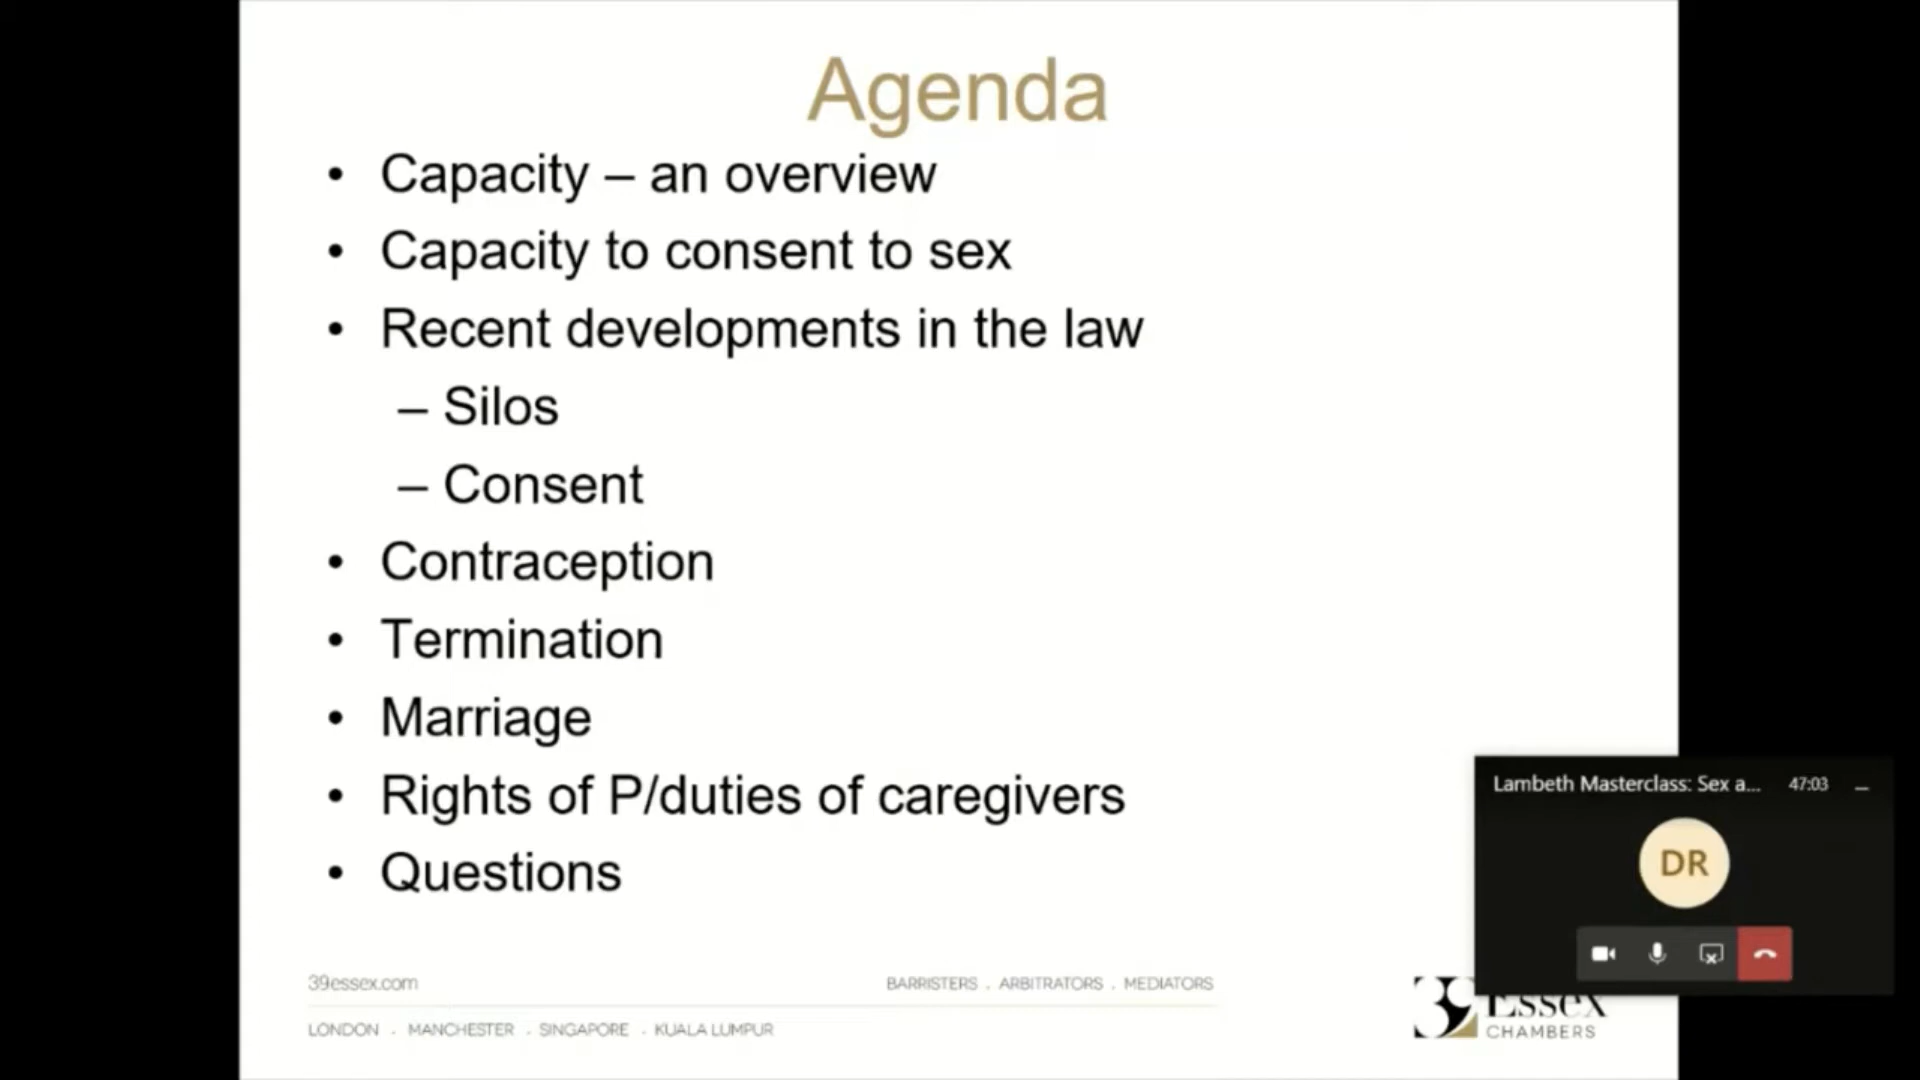 Agenda
• Capacity – an overview
• Capacity to consent to sex
• Recent developments in the law
– Silos
– Consent
• Contraception
• Termination
• Marriage
• Rights of P/duties of caregivers
• Questions
Lambeth Masterclass: Sex a... 47:03
DR
39essex.com
BARRISTERS . ARBITRATORS . MEDIATORS
LONDON . MANCHESTER . SINGAPORE . KUALA LUMPUR
39 Essex
CHAMBERS